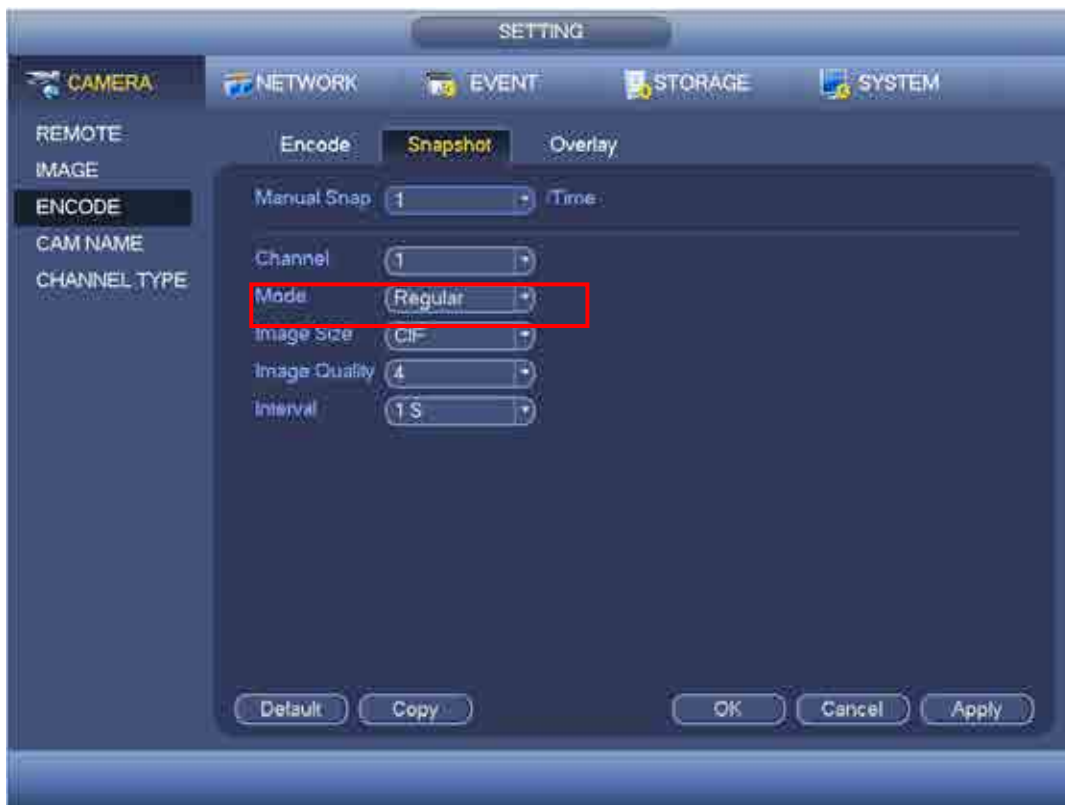 SETTING
CAMERA NETWORK EVENT STORAGE SYSTEM
REMOTE
IMAGE
ENCODE
CAM NAME
CHANNEL TYPE
Encode Snapshot Overlay
Manual Snap 1 /Time
Channel 1
Mode Regular
Image Size CIF
Image Quality 4
Interval 1 S
Default Copy OK Cancel Apply